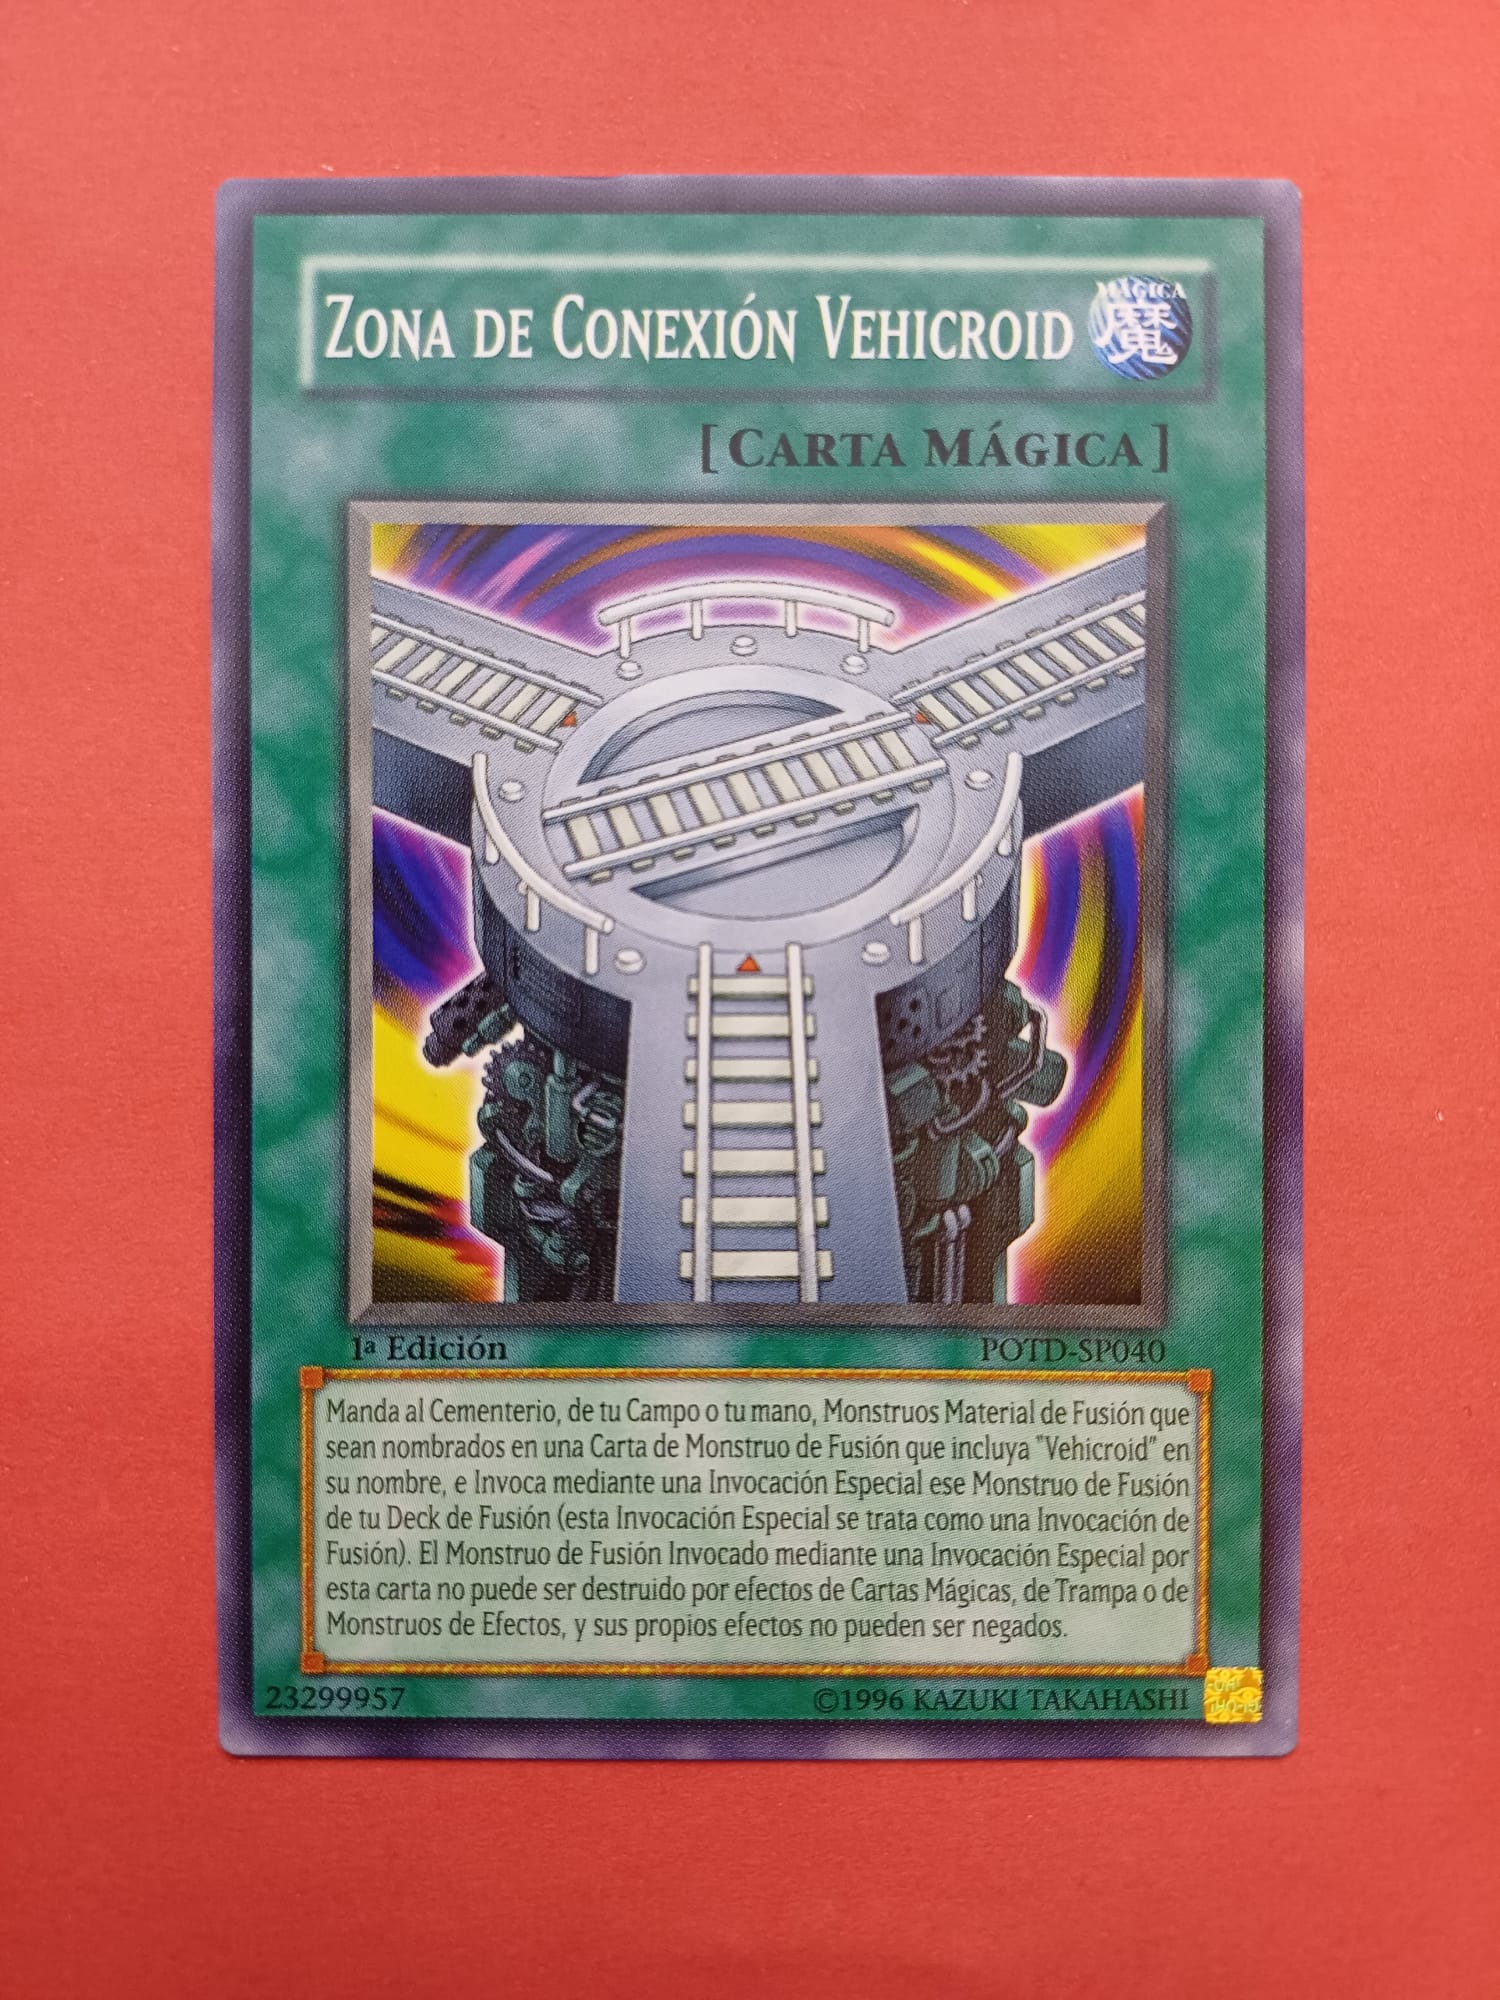 Zona de Conexión Vehicroid
MÁGICA
魔
[Carta Mágica]
1ª Edición
POTD-SP040
Manda al Cementerio, de tu Campo o tu mano, Monstruos Material de Fusión que
sean nombrados en una Carta de Monstruo de Fusión que incluya "Vehicroid" en
su nombre, e Invoca mediante una Invocación Especial ese Monstruo de Fusión
de tu Deck de Fusión (esta Invocación Especial se trata como una Invocación de
Fusión). El Monstruo de Fusión Invocado mediante una Invocación Especial por
esta carta no puede ser destruido por efectos de Cartas Mágicas, de Trampa o de
Monstruos de Efectos, y sus propios efectos no pueden ser negados.
23299957
©1996 KAZUKI TAKAHASHI